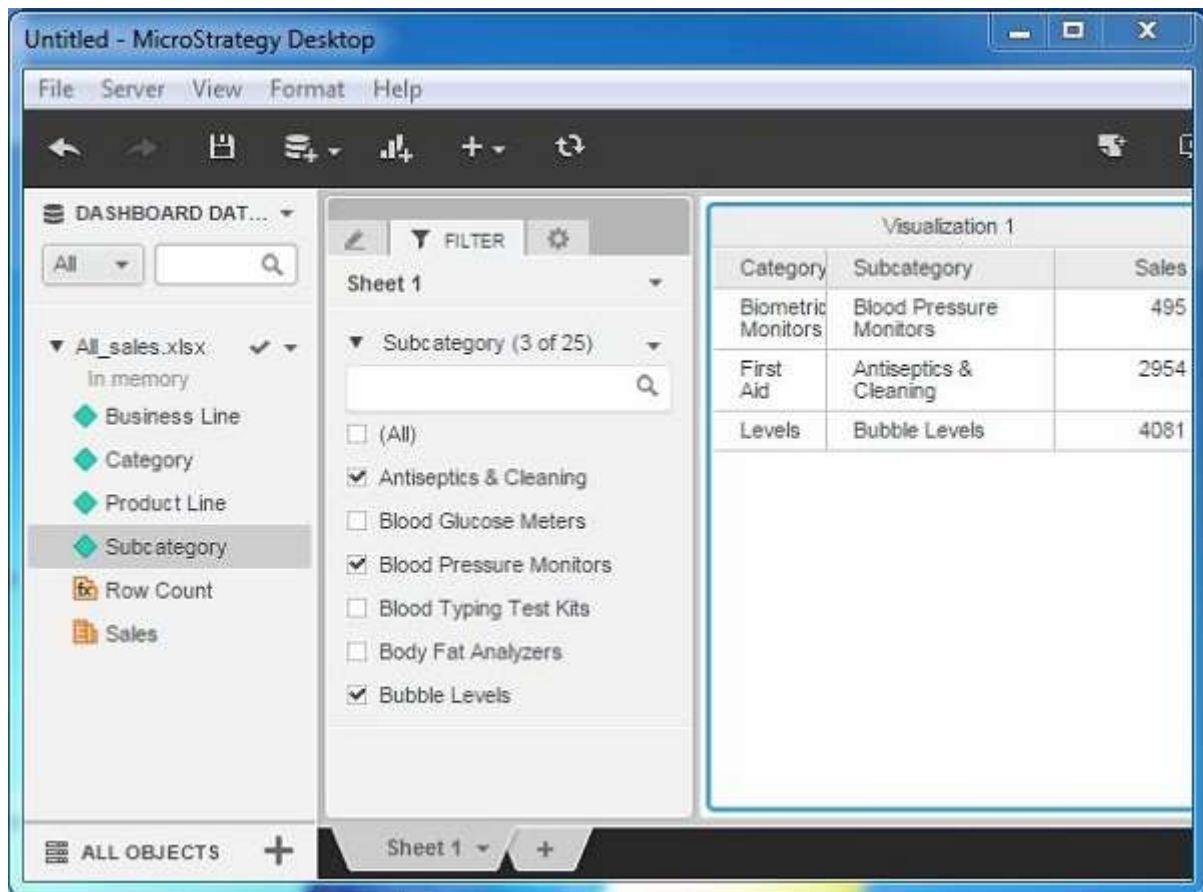 Untitled - MicroStrategy Desktop
File Server View Format Help
DASHBOARD DAT...
All
All_sales.xlsx
In memory
Business Line
Category
Product Line
Subcategory
Row Count
Sales
ALL OBJECTS
FILTER
Sheet 1
Subcategory (3 of 25)
(All)
Antiseptics & Cleaning
Blood Glucose Meters
Blood Pressure Monitors
Blood Typing Test Kits
Body Fat Analyzers
Bubble Levels
Visualization 1
Category Subcategory Sales
Biometric Blood Pressure 495
Monitors Monitors
First Antiseptics & 2954
Aid Cleaning
Levels Bubble Levels 4081
Sheet 1